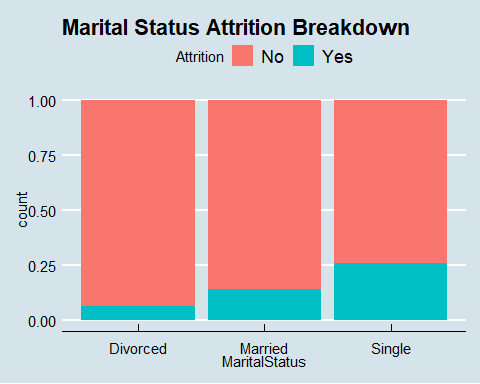 Marital Status Attrition Breakdown
Attrition No Yes
1.00
0.75
0.50
0.25
0.00
count
Divorced Married Single
MaritalStatus